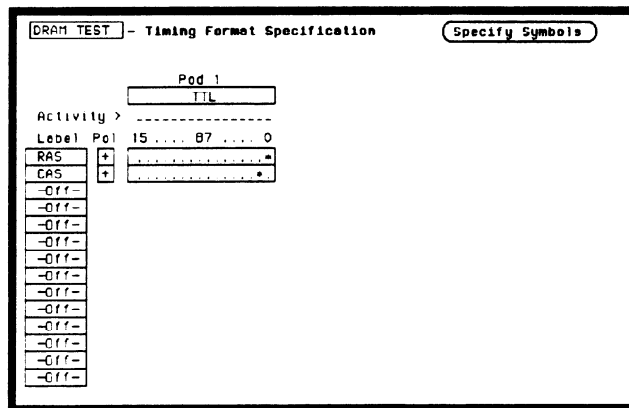 DRAM TEST - Timing Format Specification Specify Symbols
Pod 1
TTL
Activity > ----------------
Label Pol 15 .... 87 .... 0
RAS + ...............*
CAS + ..............*.
-Off-
-Off-
-Off-
-Off-
-Off-
-Off-
-Off-
-Off-
-Off-
-Off-
-Off-
-Off-